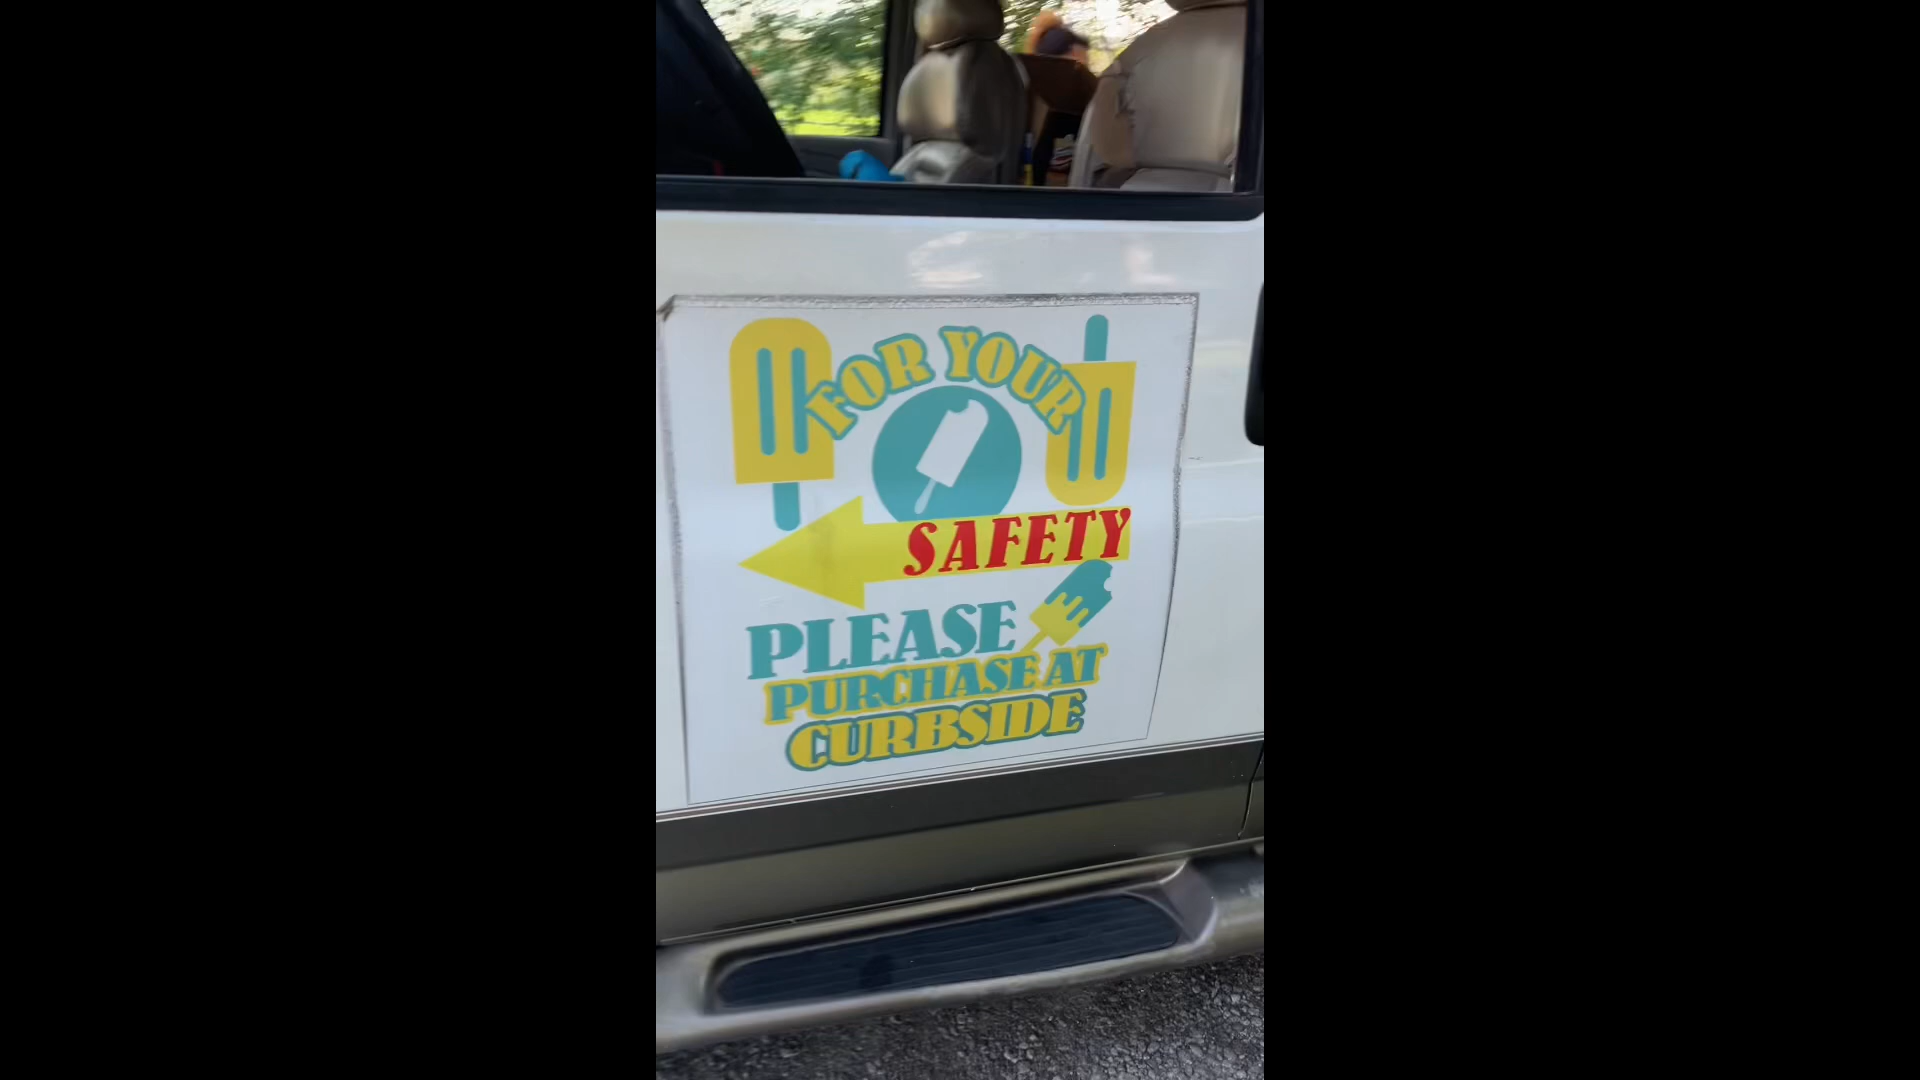 FOR YOUR
SAFETY
PLEASE
PURCHASE AT
CURBSIDE